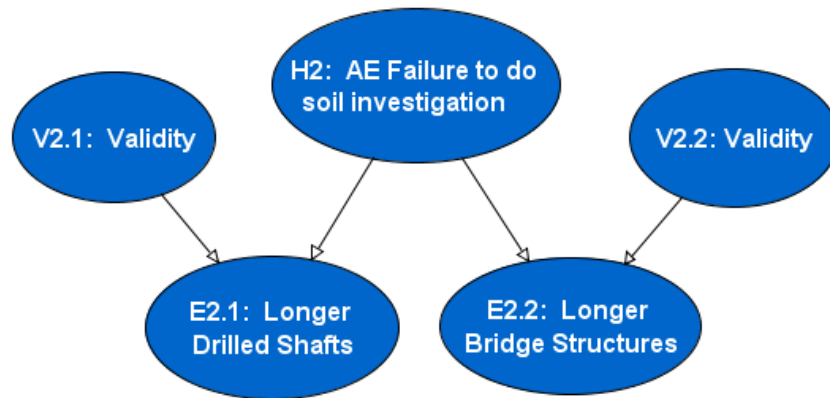 H2: AE Failure to do
soil investigation
V2.1: Validity
V2.2: Validity
E2.1: Longer
Drilled Shafts
E2.2: Longer
Bridge Structures